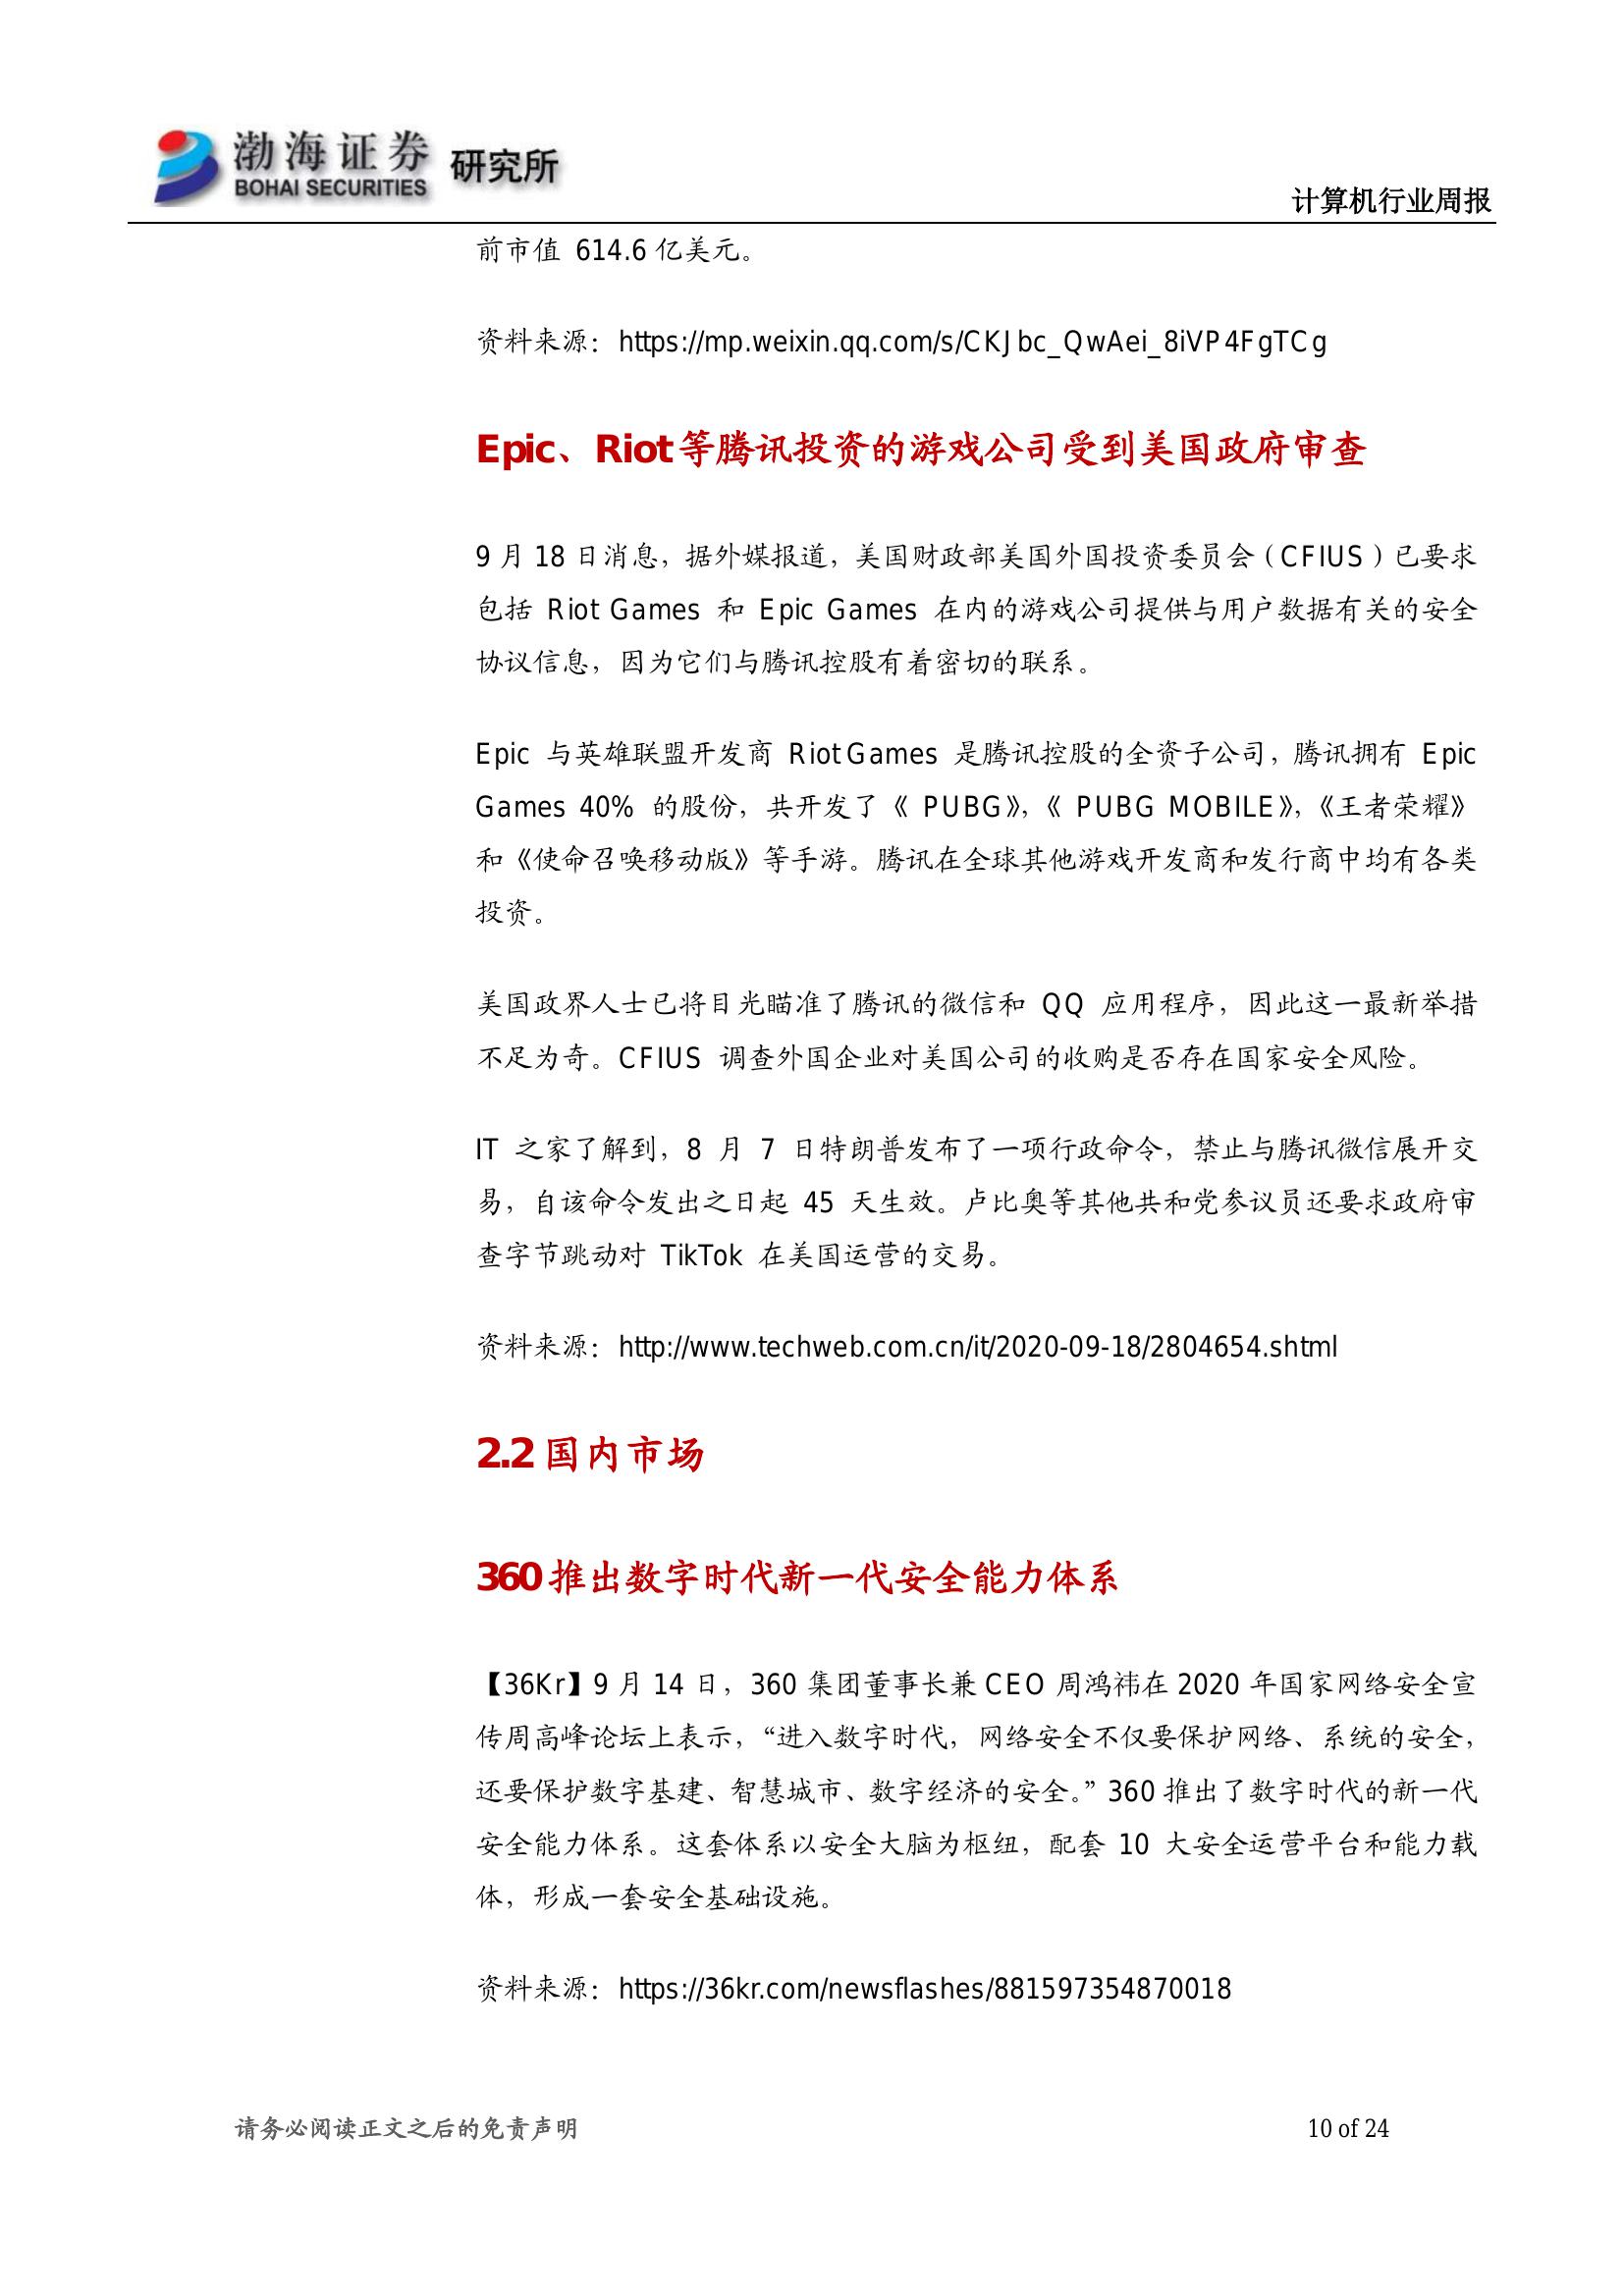 渤海证券 研究所
BOHAI SECURITIES
计算机行业周报
前市值 614.6 亿美元。
资料来源：https://mp.weixin.qq.com/s/CKJbc_QwAei_8iVP4FgTCg
Epic、Riot 等腾讯投资的游戏公司受到美国政府审查
9 月 18 日消息，据外媒报道，美国财政部美国外国投资委员会（CFIUS）已要求
包括 Riot Games 和 Epic Games 在内的游戏公司提供与用户数据有关的安全
协议信息，因为它们与腾讯控股有着密切的联系。
Epic 与英雄联盟开发商 Riot Games 是腾讯控股的全资子公司，腾讯拥有 Epic
Games 40% 的股份，共开发了《 PUBG》，《 PUBG MOBILE》，《王者荣耀》
和《使命召唤移动版》等手游。腾讯在全球其他游戏开发商和发行商中均有各类
投资。
美国政界人士已将目光瞄准了腾讯的微信和 QQ 应用程序，因此这一最新举措
不足为奇。CFIUS 调查外国企业对美国公司的收购是否存在国家安全风险。
IT 之家了解到，8 月 7 日特朗普发布了一项行政命令，禁止与腾讯微信展开交
易，自该命令发出之日起 45 天生效。卢比奥等其他共和党参议员还要求政府审
查字节跳动对 TikTok 在美国运营的交易。
资料来源：http://www.techweb.com.cn/it/2020-09-18/2804654.shtml
2.2 国内市场
360 推出数字时代新一代安全能力体系
【36Kr】9 月 14 日，360 集团董事长兼 CEO 周鸿祎在 2020 年国家网络安全宣
传周高峰论坛上表示，“进入数字时代，网络安全不仅要保护网络、系统的安全，
还要保护数字基建、智慧城市、数字经济的安全。”360 推出了数字时代的新一代
安全能力体系。这套体系以安全大脑为枢纽，配套 10 大安全运营平台和能力载
体，形成一套安全基础设施。
资料来源：https://36kr.com/newsflashes/881597354870018
请务必阅读正文之后的免责声明
10 of 24